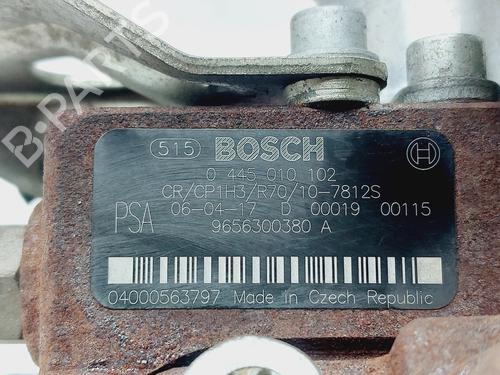 515 BOSCH
0 445 010 102
CR/CP1H3/R70/10-7812S
PSA 06-04-17 D 00019 00115
9656300380 A
04000563797 Made in Czech Republic
B-PARTS